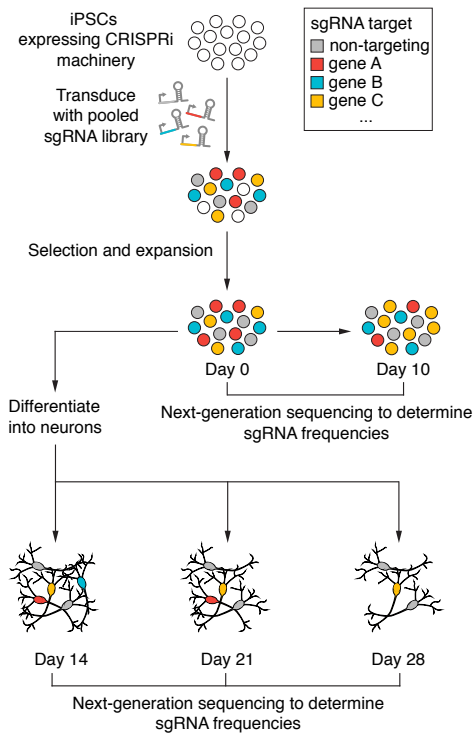 iPSCs
expressing CRISPRi
machinery
sgRNA target
non-targeting
gene A
gene B
gene C
...
Transduce
with pooled
sgRNA library
Selection and expansion
Day 0
Day 10
Differentiate
into neurons
Next-generation sequencing to determine
sgRNA frequencies
Day 14
Day 21
Day 28
Next-generation sequencing to determine
sgRNA frequencies